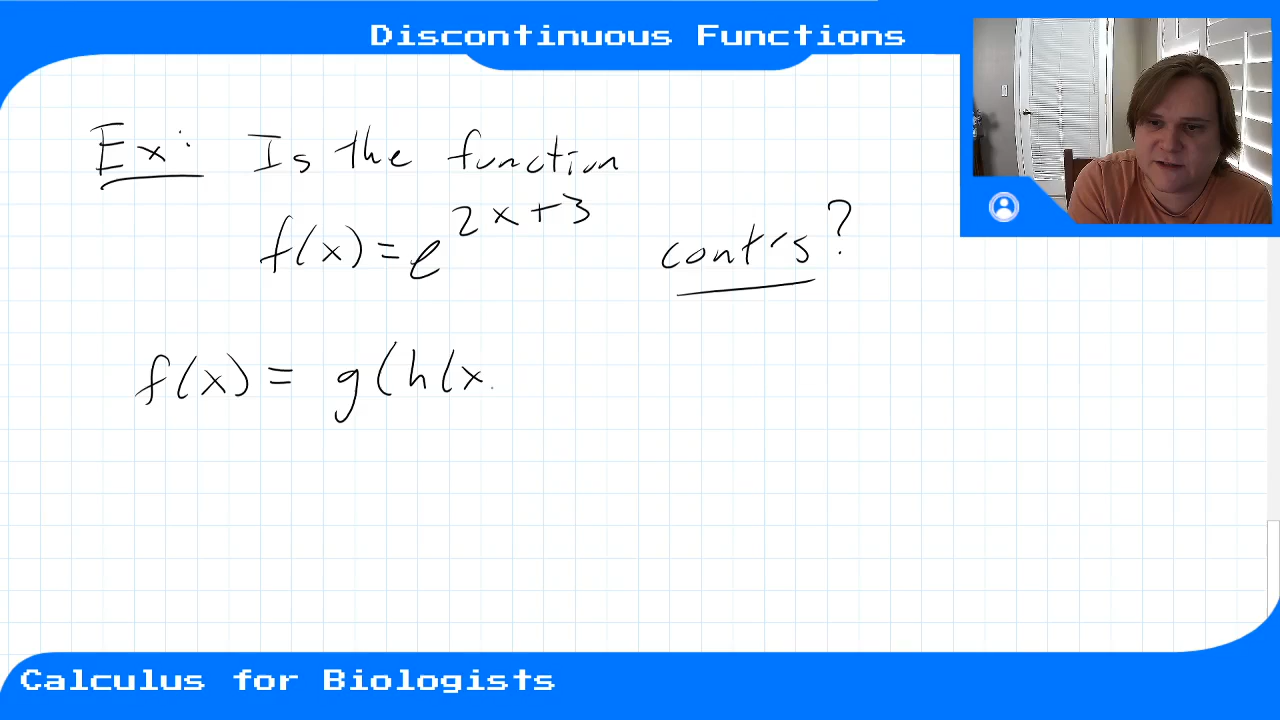 Discontinuous Functions
Ex: Is the function
f(x) = e^{2x+3} cont's?
f(x) = g(h(x
Calculus for Biologists